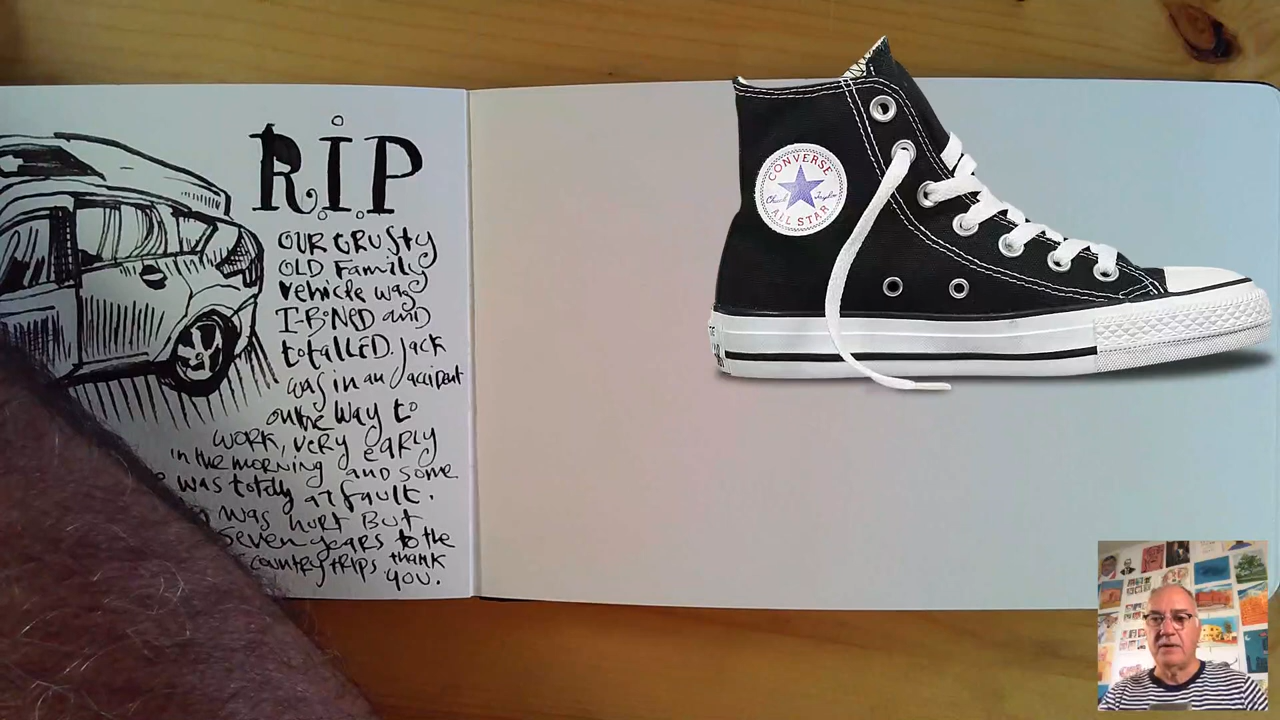 R.I.P
OUR CRUSTY
OLD Family
vehicle was
T-BONED and
totalLED. Jack
was in an accident
on the way to
WORK, very early
in the morning and some
was totally at fault.
was hurt But
Seven years to the
country trips thank
you.
CONVERSE
Chuck Taylor
ALL STAR